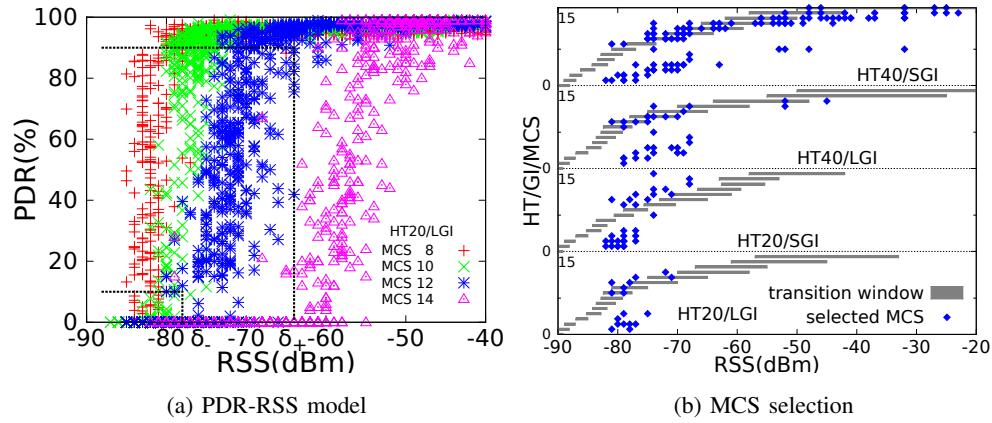 100
80
60
40
20
0
PDR(%)
HT20/LGI
MCS 8
MCS 10
MCS 12
MCS 14
-90
-80
-70
-60
-50
-40
RSS(dBm)
(a) PDR-RSS model
HT/GI/MCS
15
HT40/SGI
0
15
HT40/LGI
0
15
HT20/SGI
0
15
transition window
selected MCS
HT20/LGI
0
-90
-80
-70
-60
-50
-40
-30
-20
RSS(dBm)
(b) MCS selection